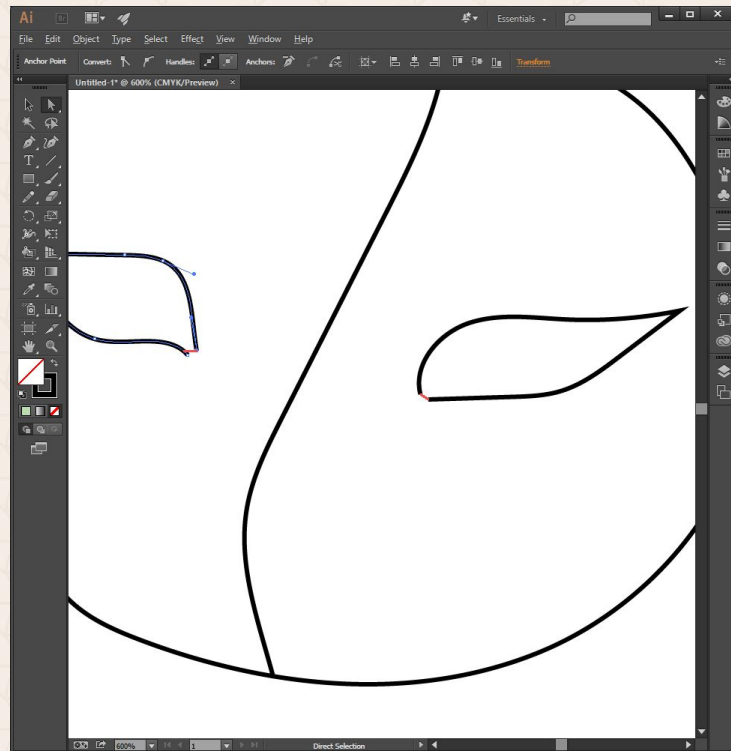 Ai Br Essentials
File Edit Object Type Select Effect View Window Help
Anchor Point Convert: Handles: Anchors: Transform
Untitled-1* @ 600% (CMYK/Preview) ×
T
600% 1 Direct Selection